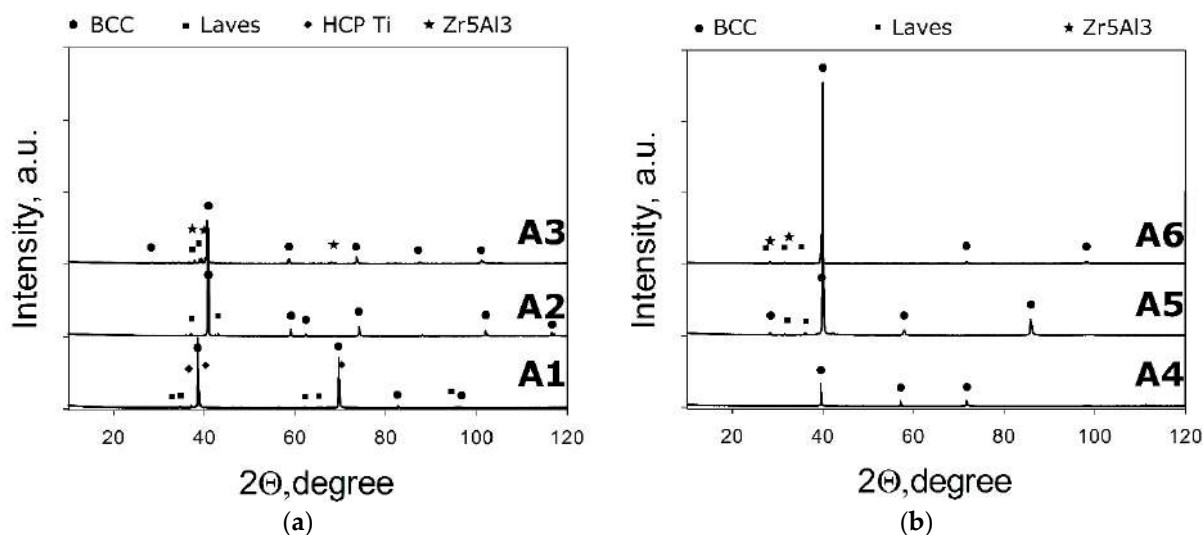 BCC Laves HCP Ti Zr5Al3
Intensity, a.u.
A3
A2
A1
20 40 60 80 100 120
2Θ,degree
(a)
BCC Laves Zr5Al3
Intensity, a.u.
A6
A5
A4
20 40 60 80 100 120
2Θ,degree
(b)